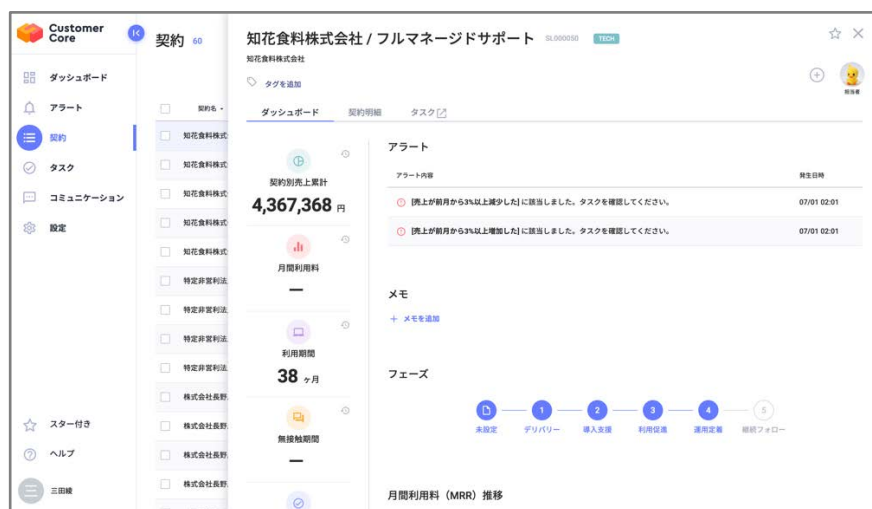 Customer
Core
ダッシュボード
アラート
契約
タスク
コミュニケーション
設定
スター付き
ヘルプ
三田綾
契約 60
契約名
知花食料株式
知花食料株式
知花食料株式
知花食料株式
知花食料株式
特定非営利法
特定非営利法
特定非営利法
特定非営利法
株式会社長野
株式会社長野
株式会社長野
株式会社長野
知花食料株式会社 / フルマネージドサポート SL000050 TECH
知花食料株式会社
タグを追加
担当者
ダッシュボード 契約明細 タスク
契約別売上累計
4,367,368 円
月間利用料
ー
利用期間
38 ヶ月
無接触期間
ー
アラート
アラート内容 発生日時
[売上が前月から3%以上減少した] に該当しました。タスクを確認してください。 07/01 02:01
[売上が前月から3%以上増加した] に該当しました。タスクを確認してください。 07/01 02:01
メモ
+ メモを追加
フェーズ
1 2 3 4 5
未設定 デリバリー 導入支援 利用促進 運用定着 継続フォロー
月間利用料（MRR）推移